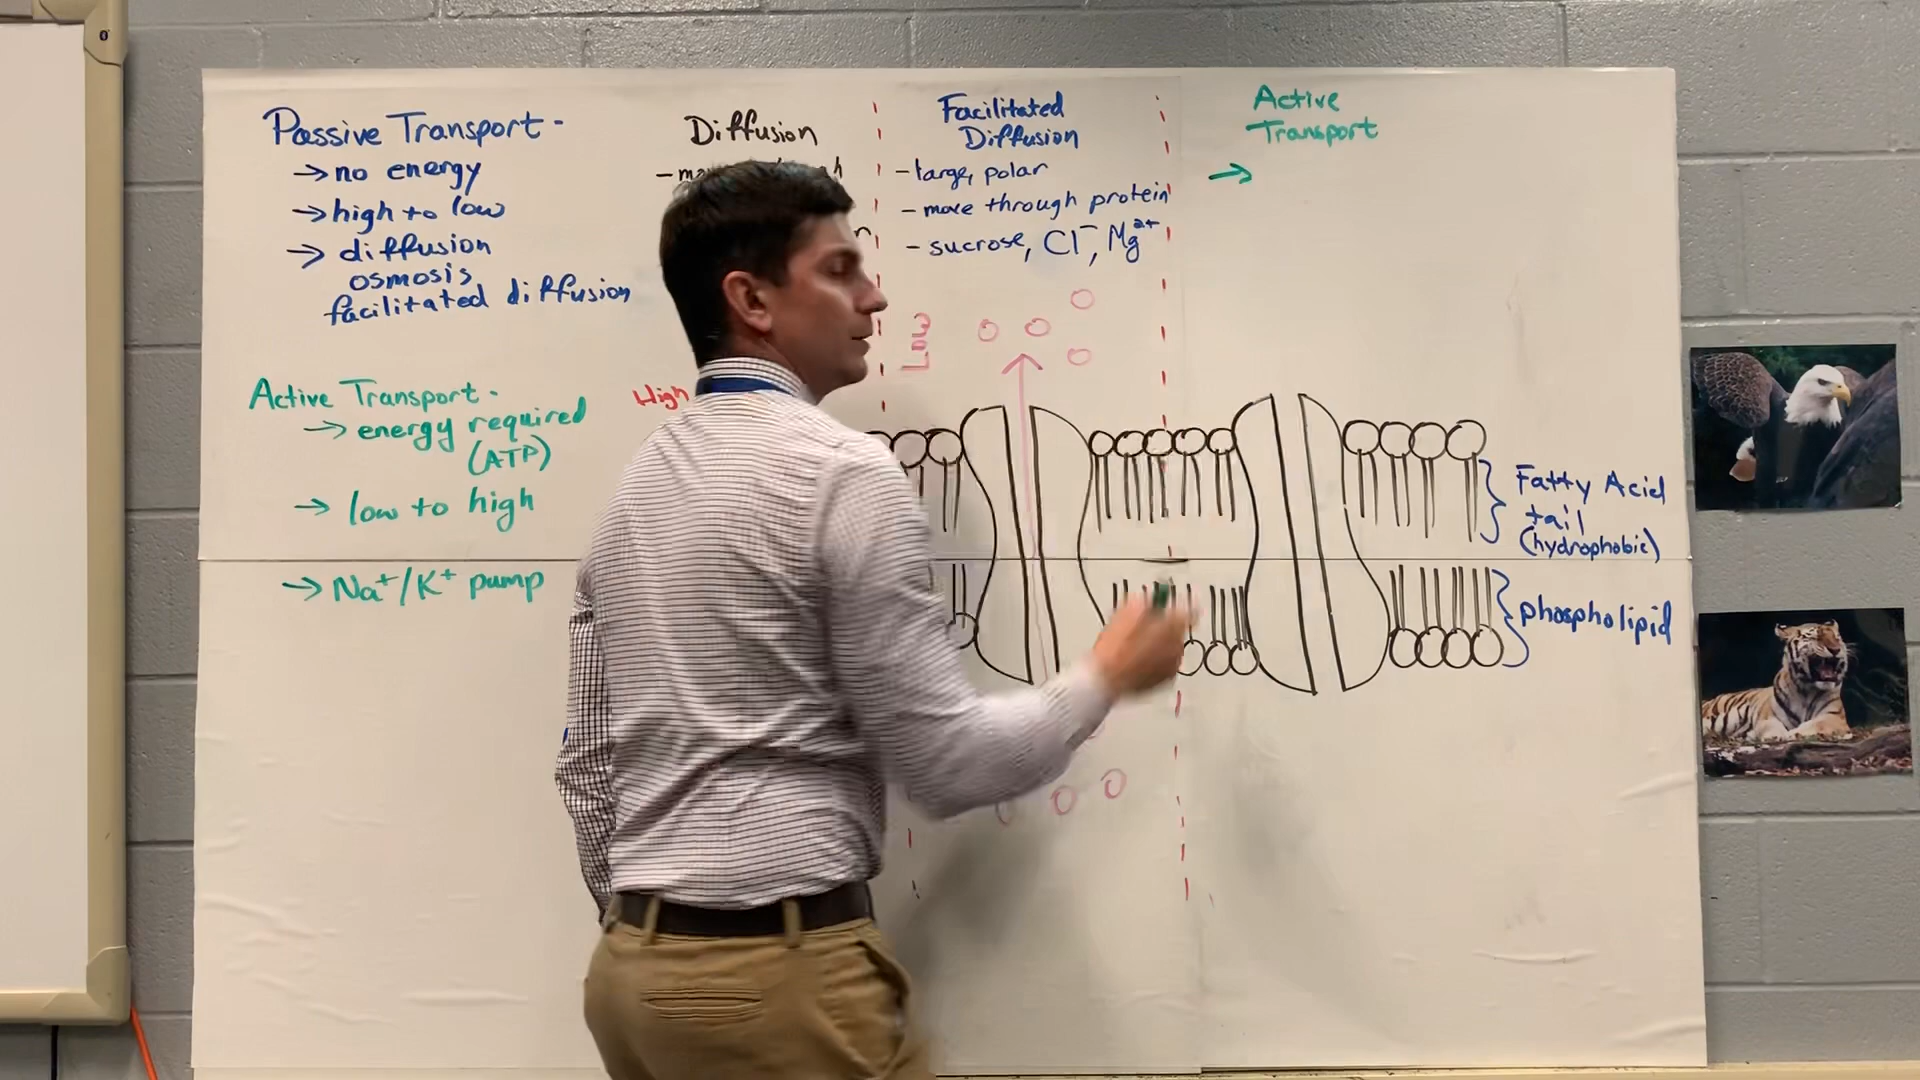 Passive Transport -
→ no energy
→ high to low
→ diffusion
osmosis
facilitated diffusion
Active Transport -
→ energy required
(ATP)
→ low to high
→ Na⁺/K⁺ pump
Diffusion
High
Facilitated
Diffusion
- large, polar
- move through protein
- sucrose, Cl⁻, Mg²⁺
Low
Active
Transport
→
Fatty Acid
tail
(hydrophobic)
phospholipid